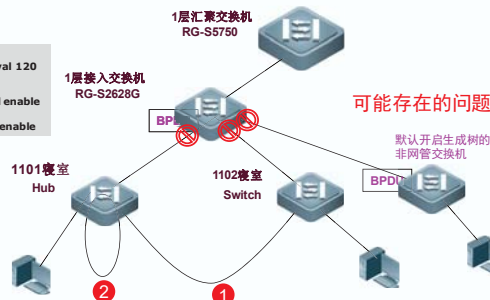 1层汇聚交换机
RG-S5750
val 120
enable
enable
1层接入交换机
RG-S2628G
可能存在的问题
默认开启生成树的
非网管交换机
BPDU
1101寝室
Hub
1102寝室
Switch
2
1